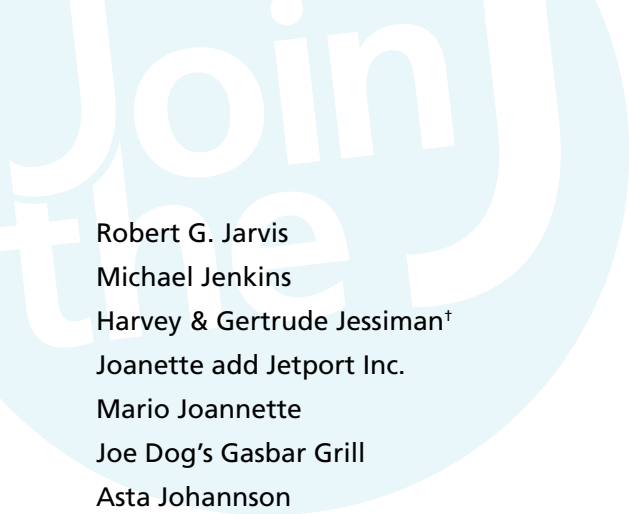 Join
the J
Robert G. Jarvis
Michael Jenkins
Harvey & Gertrude Jessiman†
Joanette add Jetport Inc.
Mario Joannette
Joe Dog's Gasbar Grill
Asta Johannson